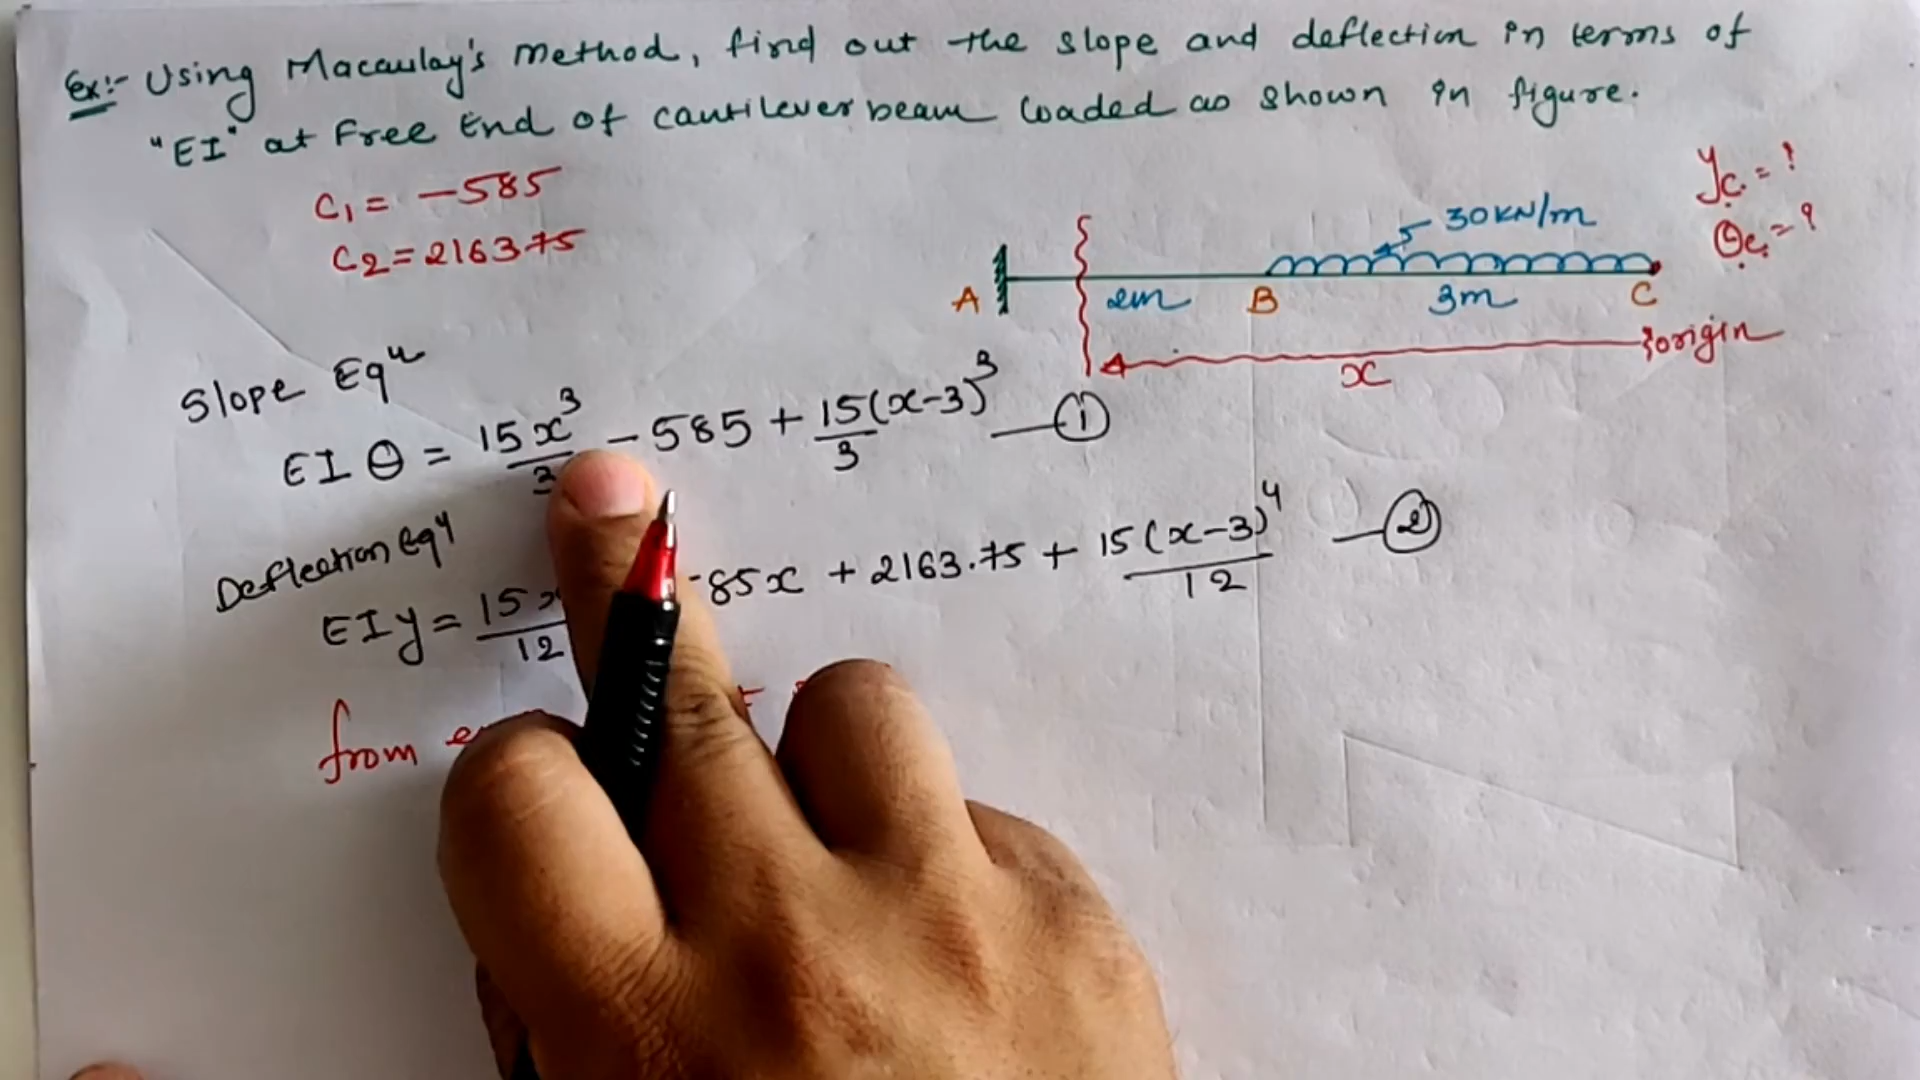 Ex:- Using Macaulay's Method, find out the slope and deflection in terms of
"EI" at Free End of cantilever beam loaded as shown in figure.
C1 = -585
C2 = 2163.75
yc = ?
θc = ?
30 KN/m
A 2m B 3m C
x
origin
Slope Eqn
EI θ = 15x³/3 - 585 + 15(x-3)³/3 — ①
Deflection Eqn
EIy = 15x /12 85x + 2163.75 + 15(x-3)⁴/12 — ②
from